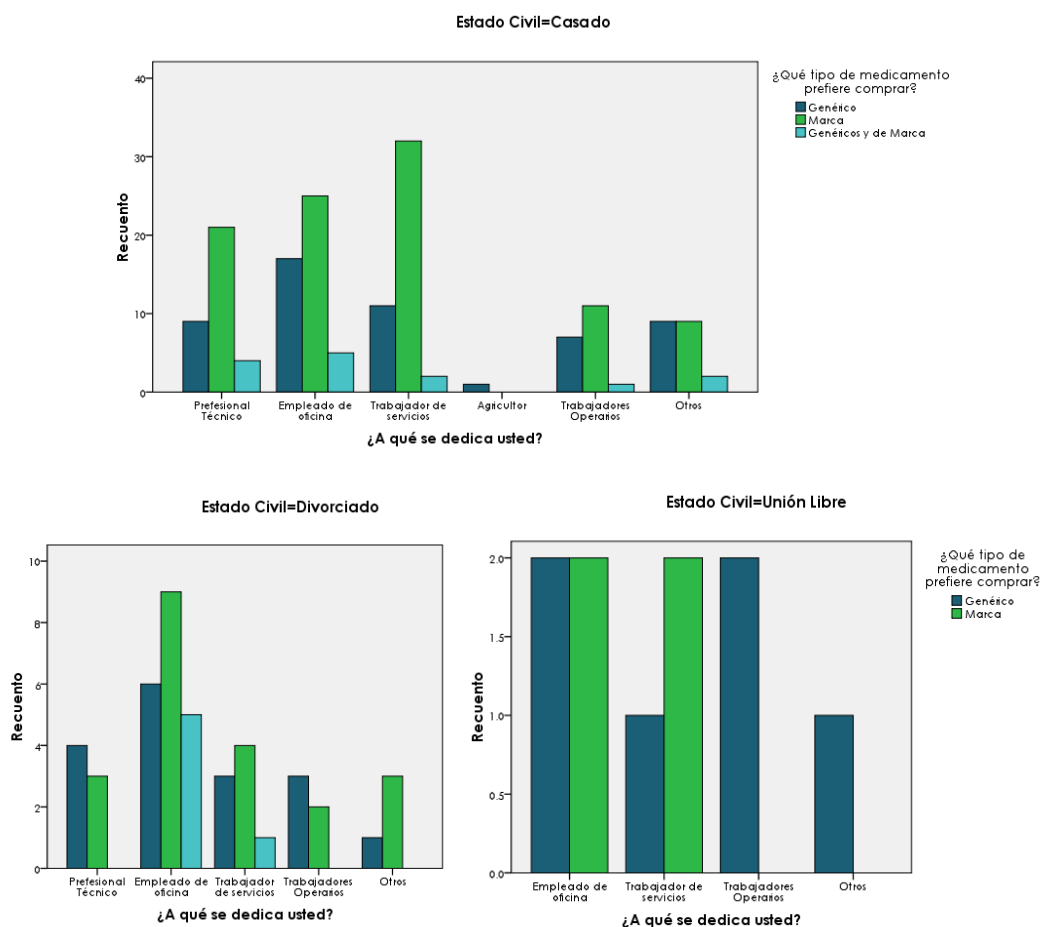 Estado Civil=Casado
¿Qué tipo de medicamento
prefiere comprar?
Genérico
Marca
Genéricos y de Marca
Recuento
40
30
20
10
0
Prefesional
Técnico
Empleado de
oficina
Trabajador de
servicios
Agricultor
Trabajadores
Operarios
Otros
¿A qué se dedica usted?
Estado Civil=Divorciado
Recuento
10
8
6
4
2
0
Prefesional
Técnico
Empleado de
oficina
Trabajador
de servicios
Trabajadores
Operarios
Otros
¿A qué se dedica usted?
Estado Civil=Unión Libre
¿Qué tipo de
medicamento
prefiere comprar?
Genérico
Marca
Recuento
2.0
1.5
1.0
0.5
0.0
Empleado de
oficina
Trabajador de
servicios
Trabajadores
Operarios
Otros
¿A qué se dedica usted?